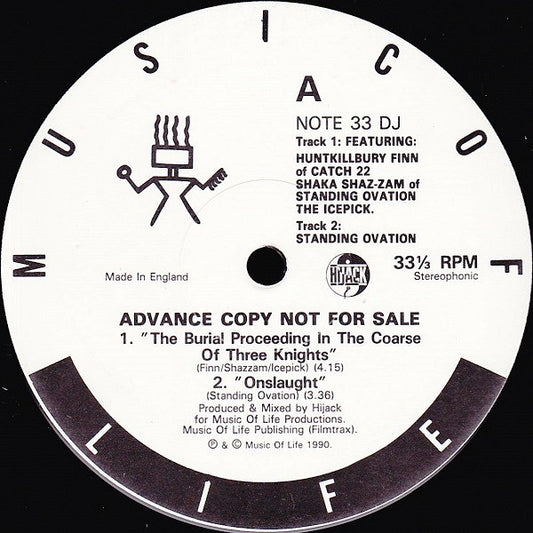 MUSIC OF LIFE
A
NOTE 33 DJ
Track 1: FEATURING:
HUNTKILLBURY FINN
of CATCH 22
SHAKA SHAZ-ZAM of
STANDING OVATION
THE ICEPICK.
Track 2:
STANDING OVATION
Made In England
HIJACK
33⅓ RPM
Stereophonic
ADVANCE COPY NOT FOR SALE
1. "The Burial Proceeding In The Coarse
Of Three Knights"
(Finn/Shazzam/Icepick) (4.15)
2. "Onslaught"
(Standing Ovation) (3.36)
Produced & Mixed by Hijack
for Music Of Life Productions.
Music Of Life Publishing (Filmtrax).
Ⓟ & © Music Of Life 1990.